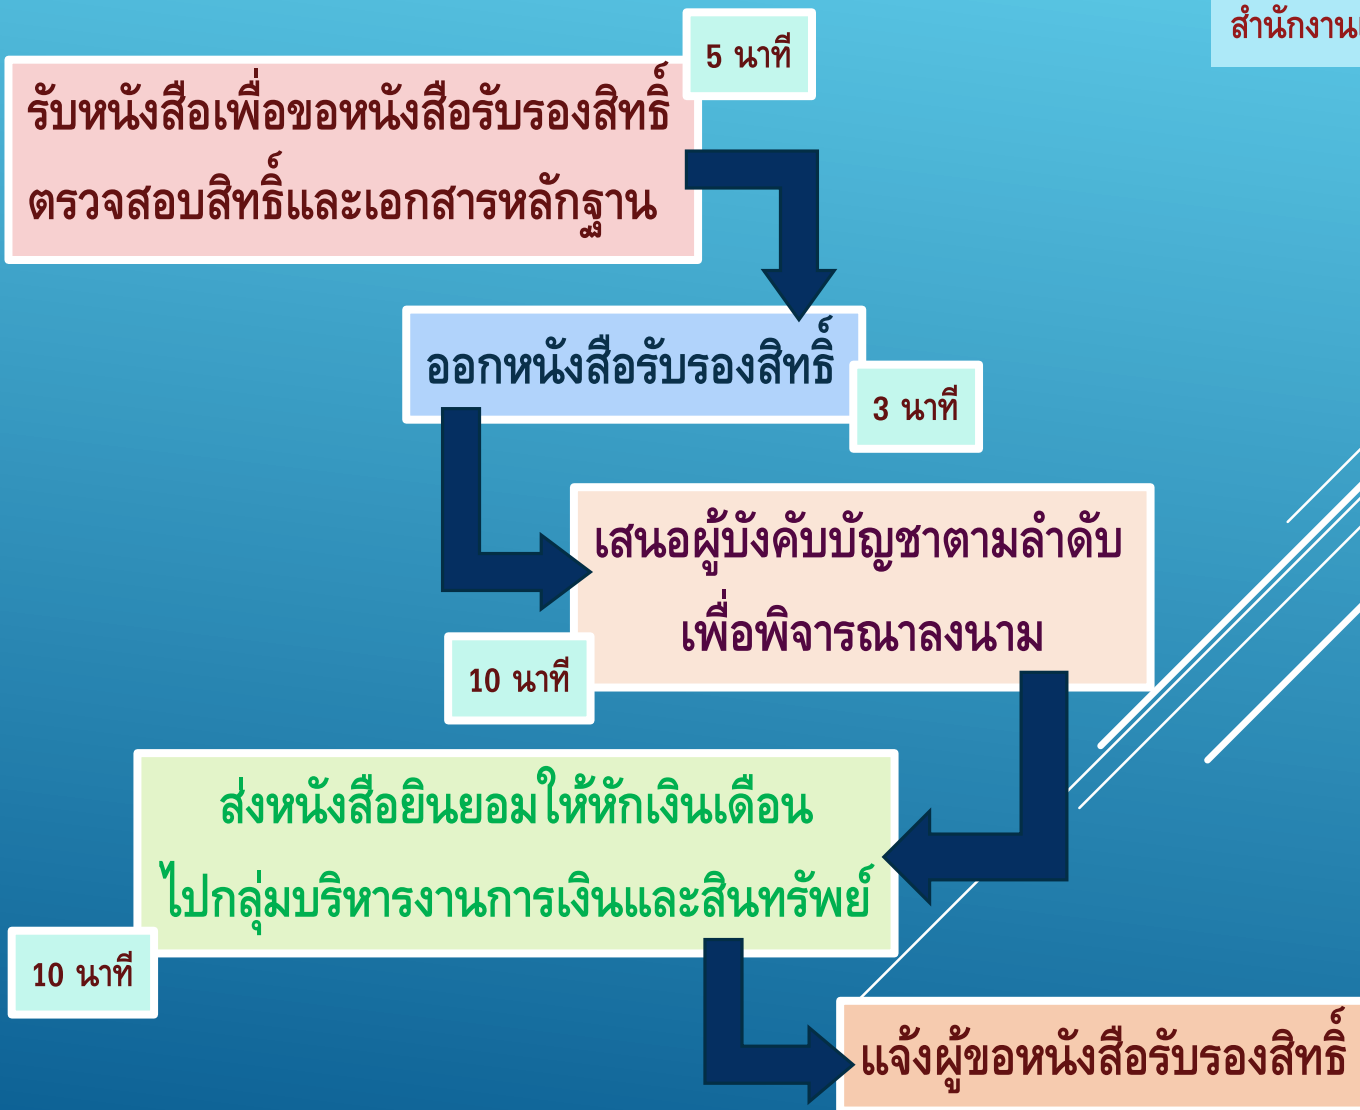 สำนักงาน
5 นาที
รับหนังสือเพื่อขอหนังสือรับรองสิทธิ์
ตรวจสอบสิทธิ์และเอกสารหลักฐาน
ออกหนังสือรับรองสิทธิ์
3 นาที
เสนอผู้บังคับบัญชาตามลำดับ
เพื่อพิจารณาลงนาม
10 นาที
ส่งหนังสือยินยอมให้หักเงินเดือน
ไปกลุ่มบริหารงานการเงินและสินทรัพย์
10 นาที
แจ้งผู้ขอหนังสือรับรองสิทธิ์